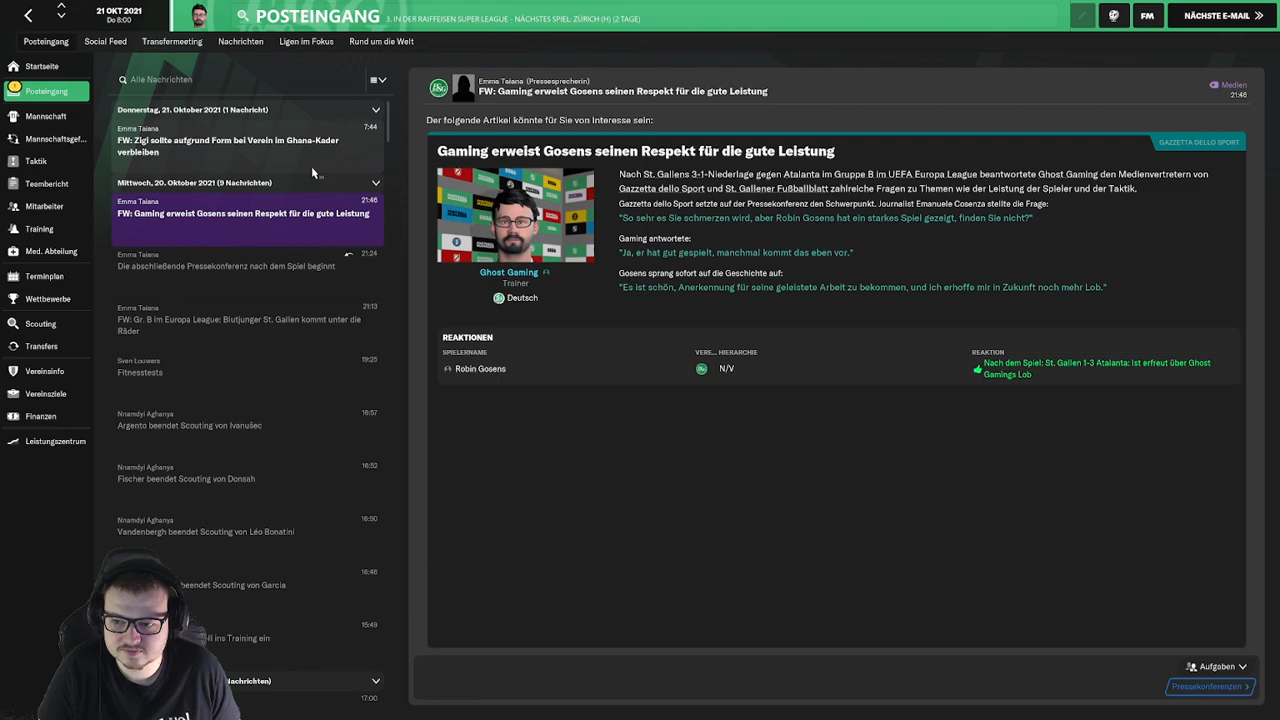 21 OKT 2021
Do 8:00
POSTEINGANG
3. IN DER RAIFFEISEN SUPER LEAGUE - NÄCHSTES SPIEL: ZÜRICH (H) (2 TAGE)
FM
NÄCHSTE E-MAIL
Posteingang
Social Feed
Transfermeeting
Nachrichten
Ligen im Fokus
Rund um die Welt
Startseite
Posteingang
Mannschaft
Mannschaftsgef...
Taktik
Teambericht
Mitarbeiter
Training
Med. Abteilung
Terminplan
Wettbewerbe
Scouting
Transfers
Vereinsinfo
Vereinsziele
Finanzen
Leistungszentrum
Alle Nachrichten
Donnerstag, 21. Oktober 2021 (1 Nachricht)
Emma Taiana
7:44
FW: Zigi sollte aufgrund Form bei Verein im Ghana-Kader
verbleiben
Mittwoch, 20. Oktober 2021 (9 Nachrichten)
Emma Taiana
21:46
FW: Gaming erweist Gosens seinen Respekt für die gute Leistung
Emma Taiana
21:24
Die abschließende Pressekonferenz nach dem Spiel beginnt
Emma Taiana
21:13
FW: Gr. B im Europa League: Blutjunger St. Gallen kommt unter die
Räder
Sven Louwers
19:25
Fitnesstests
Nnamdyi Aghanya
16:57
Argento beendet Scouting von Ivanušec
Nnamdyi Aghanya
16:52
Fischer beendet Scouting von Donsah
Nnamdyi Aghanya
16:50
Vandenbergh beendet Scouting von Léo Bonatini
16:46
beendet Scouting von Garcia
15:49
ll ins Training ein
achrichten)
17:00
Emma Taiana (Pressesprecherin)
FW: Gaming erweist Gosens seinen Respekt für die gute Leistung
Medien
21:46
Der folgende Artikel könnte für Sie von Interesse sein:
GAZZETTA DELLO SPORT
Gaming erweist Gosens seinen Respekt für die gute Leistung
Ghost Gaming
Trainer
Deutsch
Nach St. Gallens 3-1-Niederlage gegen Atalanta im Gruppe B im UEFA Europa League beantwortete Ghost Gaming den Medienvertretern von
Gazzetta dello Sport und St. Gallener Fußballblatt zahlreiche Fragen zu Themen wie der Leistung der Spieler und der Taktik.
Gazzetta dello Sport setzte auf der Pressekonferenz den Schwerpunkt. Journalist Emanuele Cosenza stellte die Frage:
"So sehr es Sie schmerzen wird, aber Robin Gosens hat ein starkes Spiel gezeigt, finden Sie nicht?"
Gaming antwortete:
"Ja, er hat gut gespielt, manchmal kommt das eben vor."
Gosens sprang sofort auf die Geschichte auf:
"Es ist schön, Anerkennung für seine geleistete Arbeit zu bekommen, und ich erhoffe mir in Zukunft noch mehr Lob."
REAKTIONEN
SPIELERNAME
VERE...
HIERARCHIE
REAKTION
Robin Gosens
N/V
Nach dem Spiel: St. Gallen 1-3 Atalanta: Ist erfreut über Ghost
Gamings Lob
Aufgaben
Pressekonferenzen